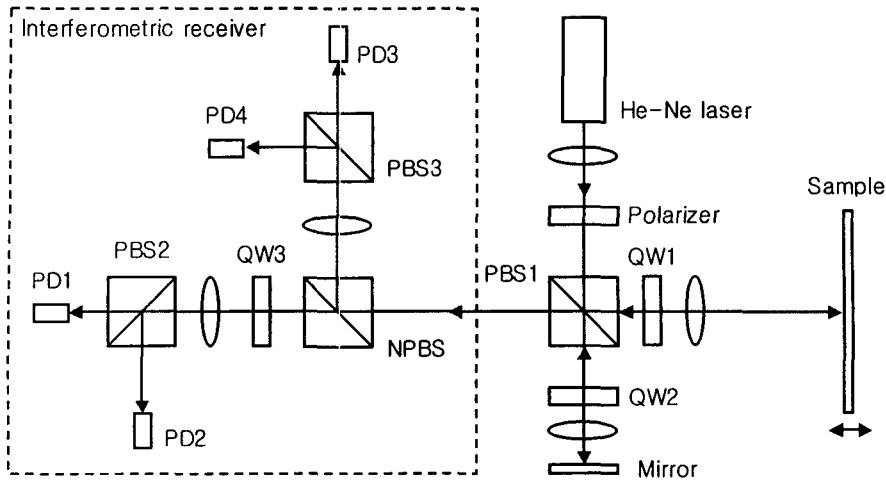 Interferometric receiver
PD3
PD4
He-Ne laser
PBS3
Sample
Polarizer
PBS2
QW3
PBS1
QW1
PD1
NPBS
QW2
PD2
Mirror